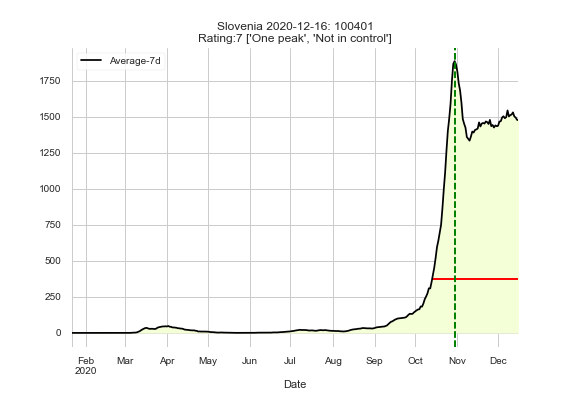 Slovenia 2020-12-16: 100401
Rating:7 ['One peak', 'Not in control']
Average-7d
1750
1500
1250
1000
750
500
250
0
Feb Mar Apr May Jun Jul Aug Sep Oct Nov Dec
2020
Date